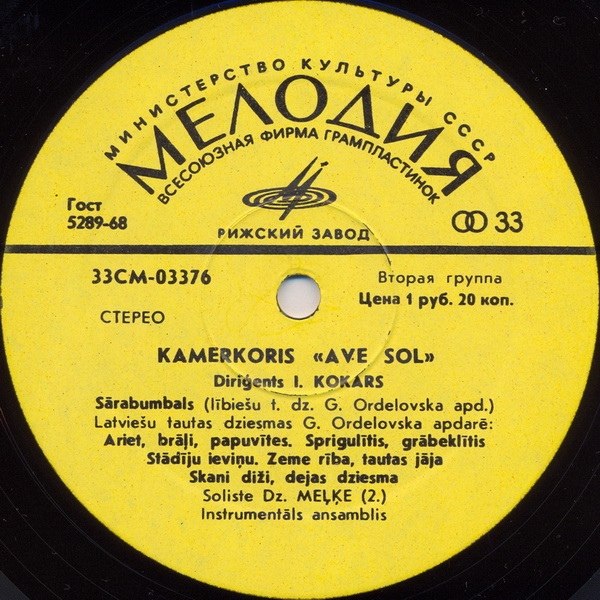 МИНИСТЕРСТВО КУЛЬТУРЫ СССР
МЕЛОДИЯ
ВСЕСОЮЗНАЯ ФИРМА ГРАМПЛАСТИНОК
Гост
5289-68
33
РИЖСКИЙ ЗАВОД
33СМ-03376
Вторая группа
Цена 1 руб. 20 коп.
СТЕРЕО
KAMERKORIS «AVE SOL»
Diriģents I. KOKARS
Sārabumbals (lībiešu t. dz. G. Ordelovska apd.)
Latviešu tautas dziesmas G. Ordelovska apdarē:
Ariet, brāļi, papuvītes. Sprigulītis, grābeklītis
Stādīju ieviņu. Zeme rība, tautas jāja
Skani diži, dejas dziesma
Soliste Dz. MEĻĶE (2.)
Instrumentāls ansamblis